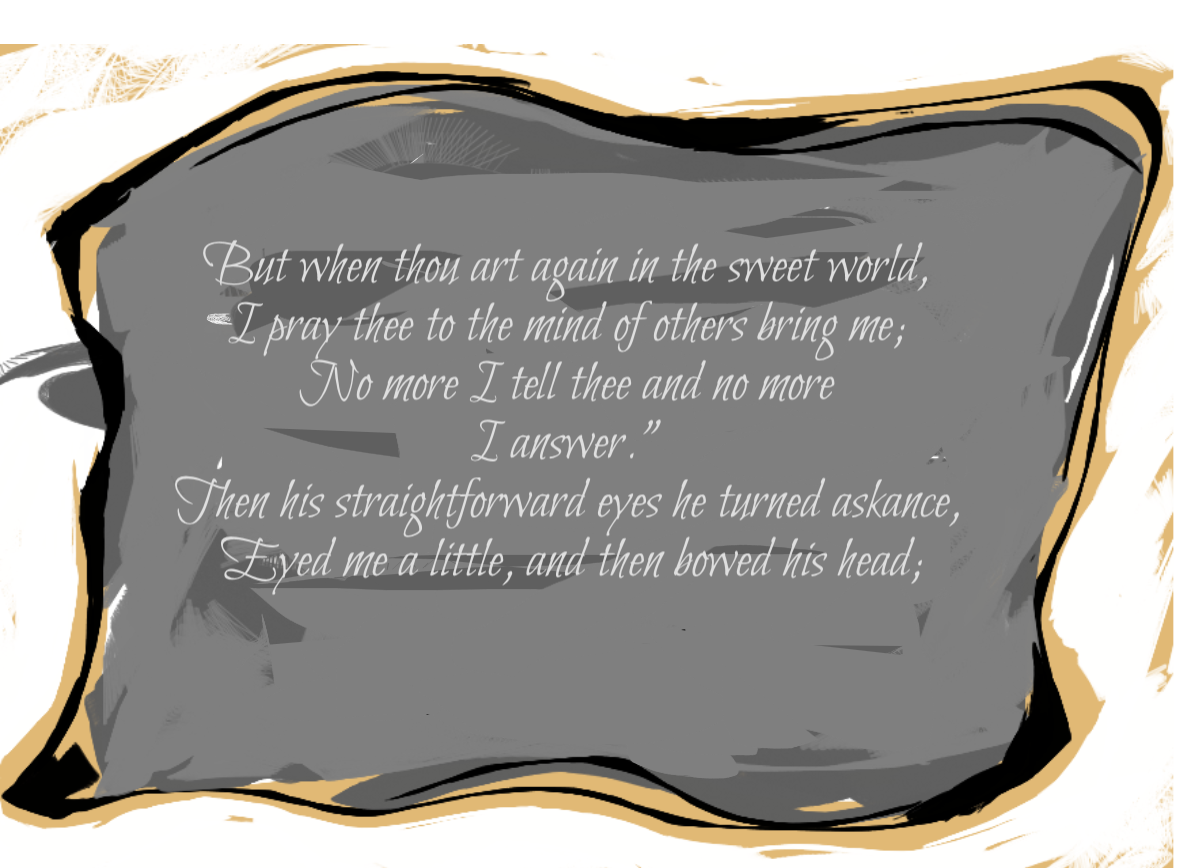 But when thou art again in the sweet world,
I pray thee to the mind of others bring me;
No more I tell thee and no more
I answer.”
Then his straightforward eyes he turned askance,
Eyed me a little, and then bowed his head;